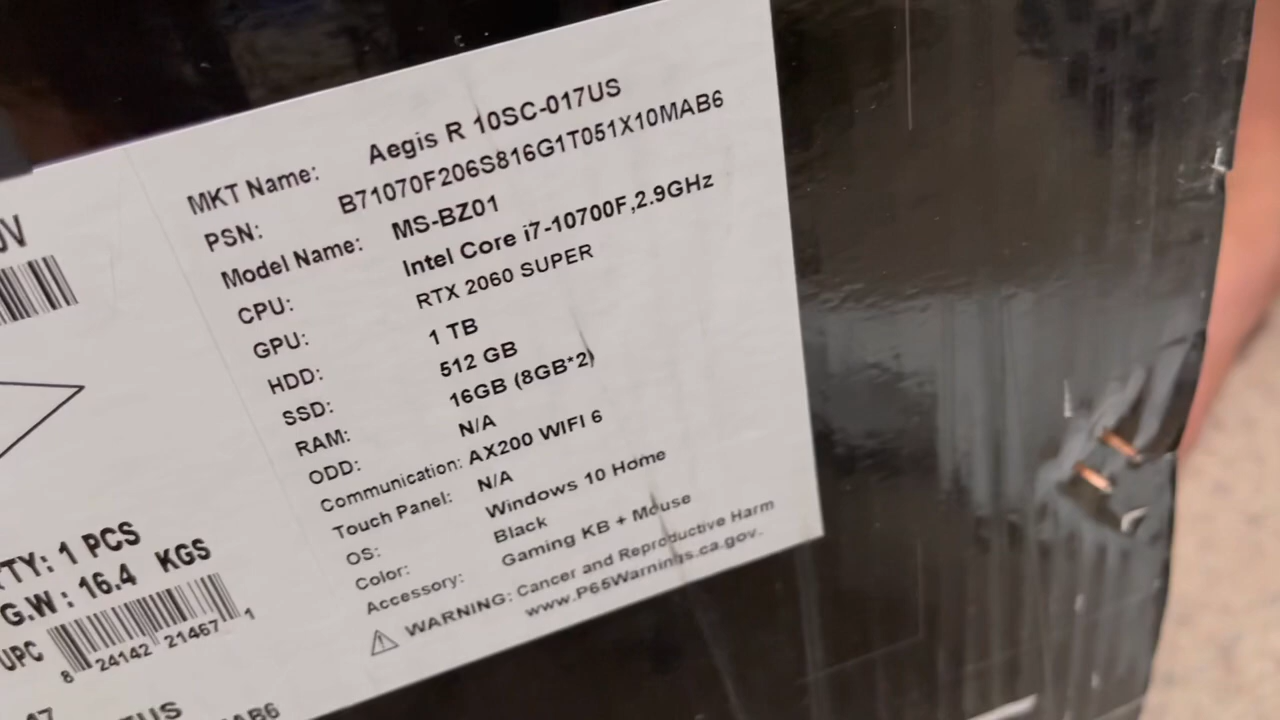 MKT Name: Aegis R 10SC-017US
PSN: B71070F206S816G1T051X10MAB6
Model Name: MS-BZ01
CPU: Intel Core i7-10700F,2.9GHz
GPU: RTX 2060 SUPER
HDD: 1 TB
SSD: 512 GB
RAM: 16GB (8GB*2)
ODD: N/A
Communication: AX200 WIFI 6
Touch Panel: N/A
OS: Windows 10 Home
Color: Black
Accessory: Gaming KB + Mouse
WARNING: Cancer and Reproductive Harm
www.P65Warnings.ca.gov.
1 PCS
G.W : 16.4 KGS
UPC
8 24142 21467 1